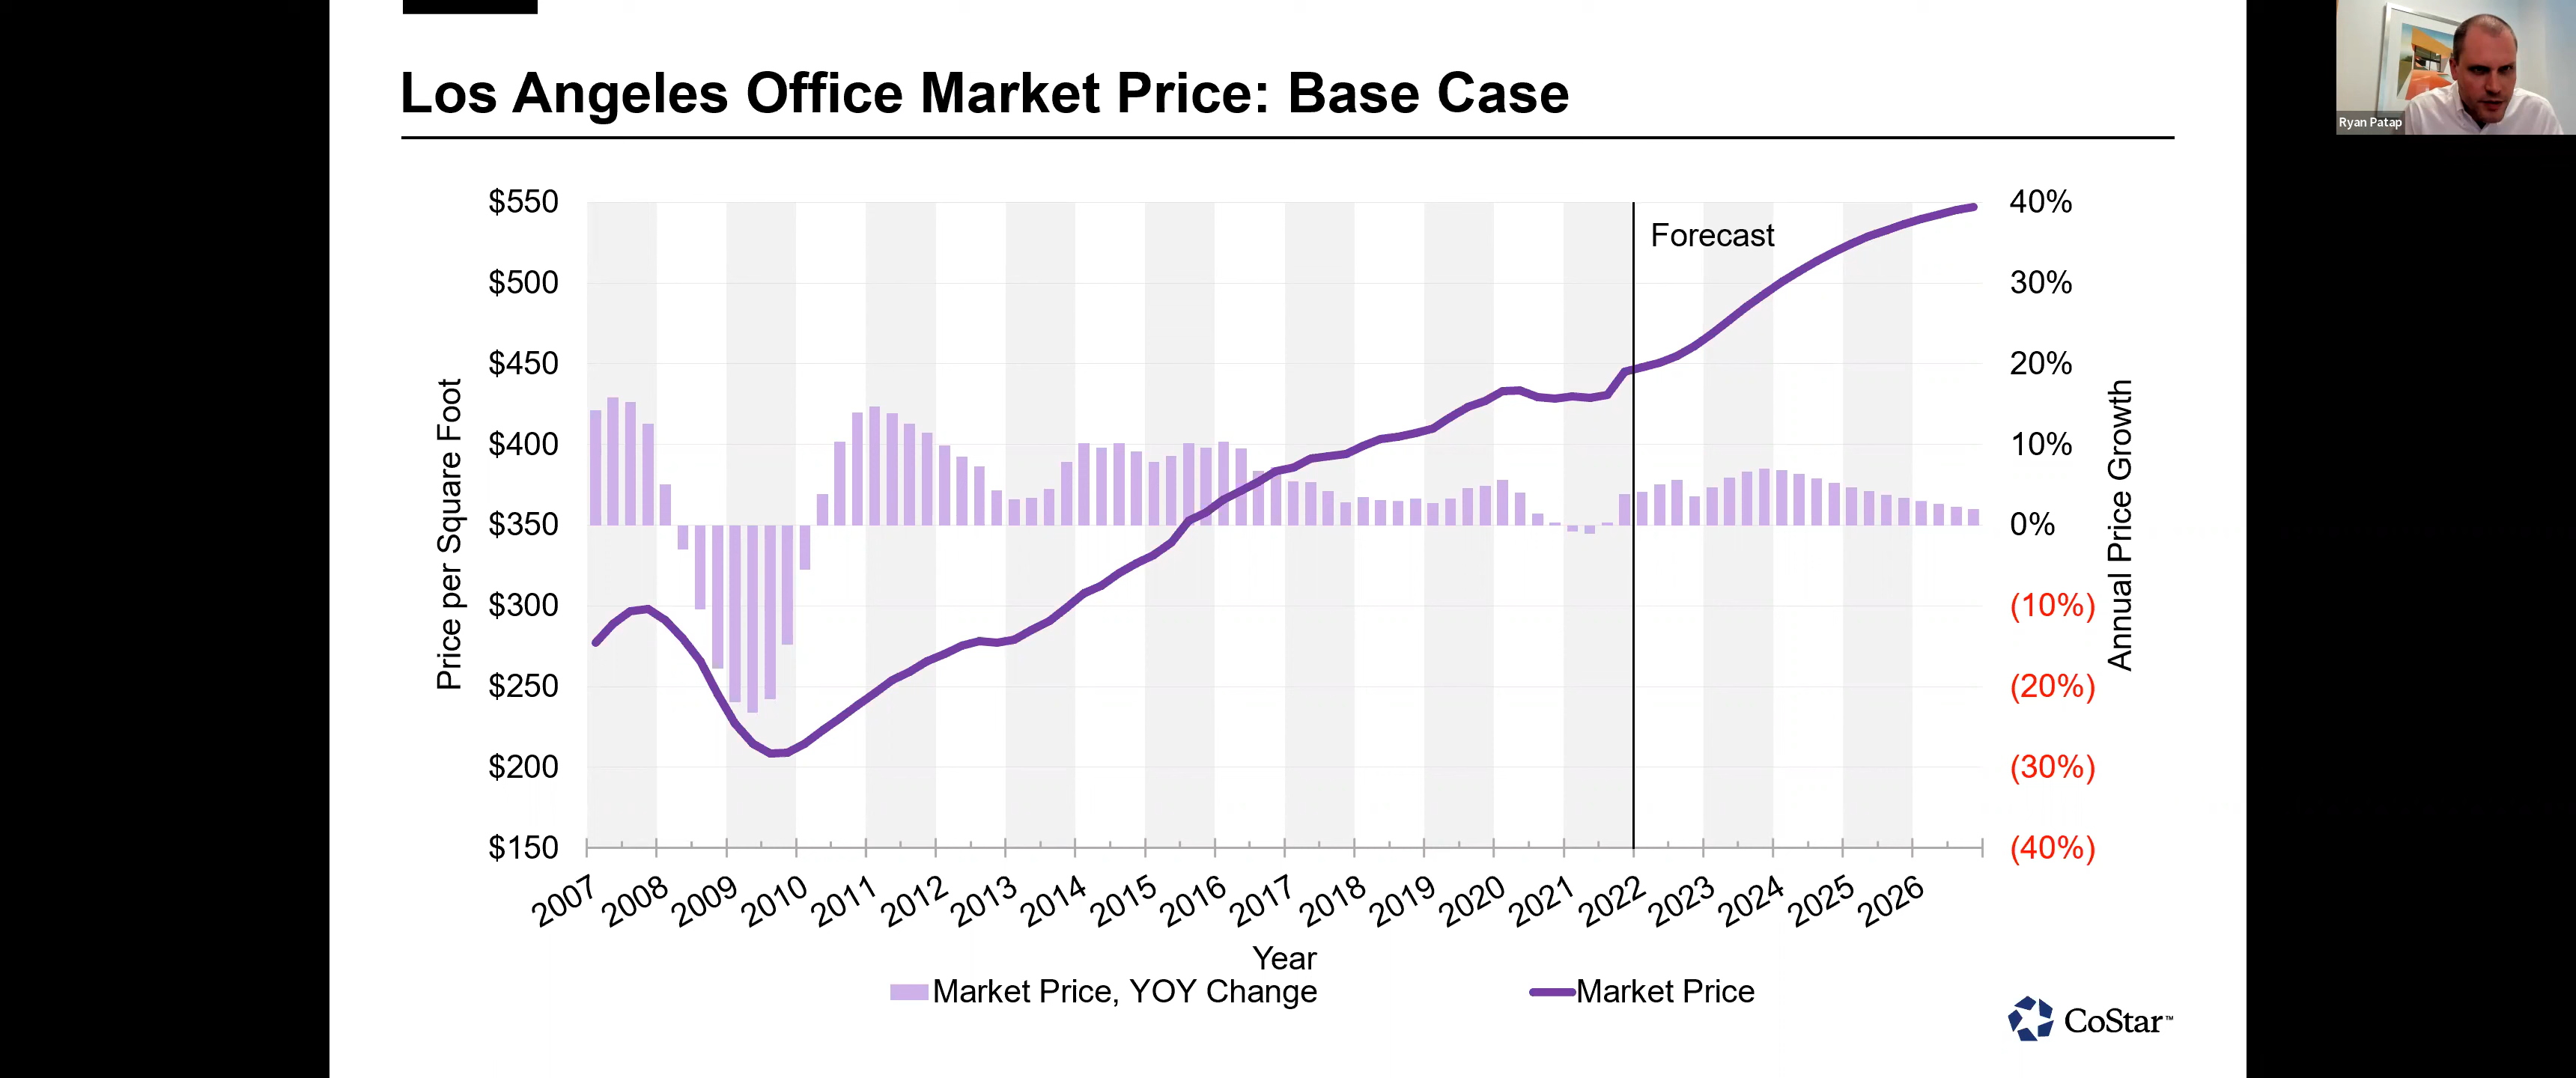 Los Angeles Office Market Price: Base Case
Ryan Patap
Price per Square Foot
$550
$500
$450
$400
$350
$300
$250
$200
$150
Forecast
40%
30%
20%
10%
0%
(10%)
(20%)
(30%)
(40%)
Annual Price Growth
2007 2008 2009 2010 2011 2012 2013 2014 2015 2016 2017 2018 2019 2020 2021 2022 2023 2024 2025 2026
Year
Market Price, YOY Change Market Price
CoStar™